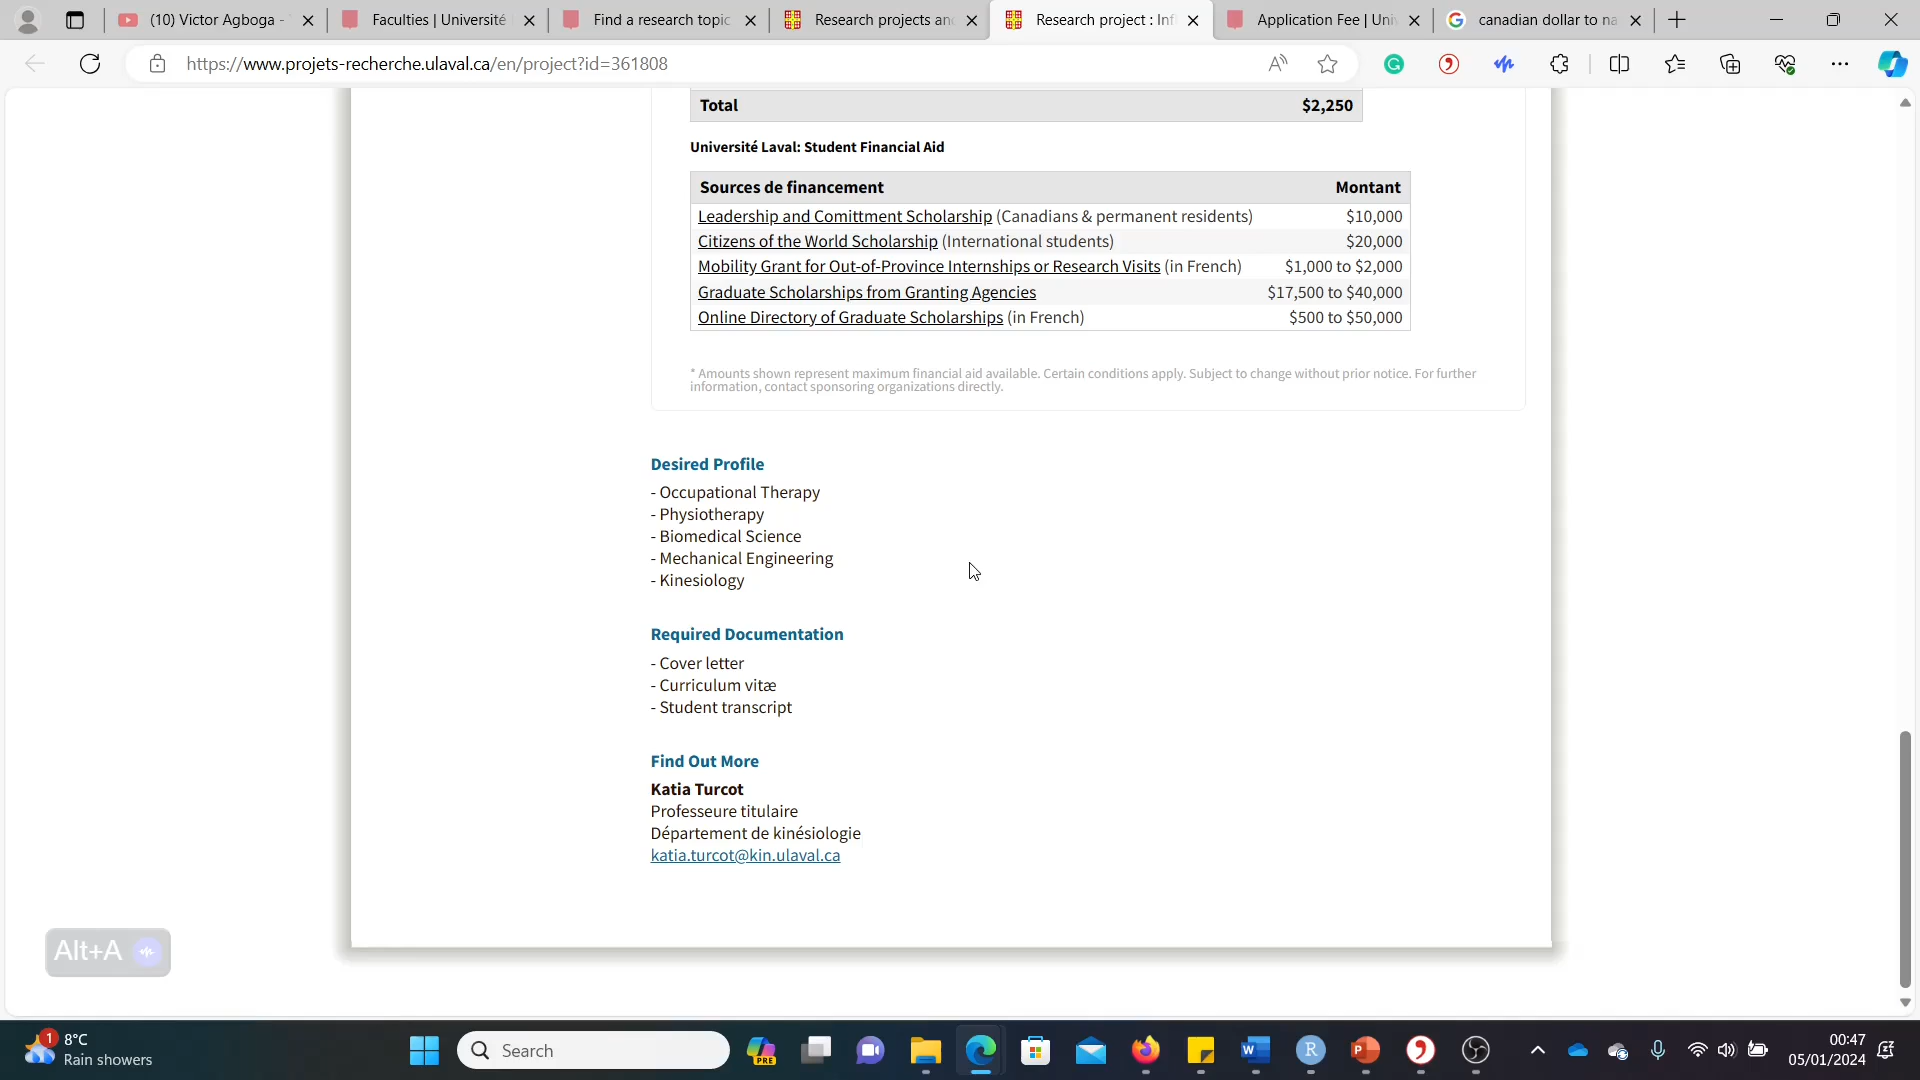 (10) Victor Agboga -
Faculties | Université
Find a research topic
Research projects an
Research project : Inf
Application Fee | Uni
canadian dollar to na
https://www.projets-recherche.ulaval.ca/en/project?id=361808
Total $2,250
Université Laval: Student Financial Aid
Sources de financement Montant
Leadership and Comittment Scholarship (Canadians & permanent residents) $10,000
Citizens of the World Scholarship (International students) $20,000
Mobility Grant for Out-of-Province Internships or Research Visits (in French) $1,000 to $2,000
Graduate Scholarships from Granting Agencies $17,500 to $40,000
Online Directory of Graduate Scholarships (in French) $500 to $50,000
* Amounts shown represent maximum financial aid available. Certain conditions apply. Subject to change without prior notice. For further
information, contact sponsoring organizations directly.
Desired Profile
- Occupational Therapy
- Physiotherapy
- Biomedical Science
- Mechanical Engineering
- Kinesiology
Required Documentation
- Cover letter
- Curriculum vitæ
- Student transcript
Find Out More
Katia Turcot
Professeure titulaire
Département de kinésiologie
katia.turcot@kin.ulaval.ca
Alt+A
1
8°C
Rain showers
Search
PRE
00:47
05/01/2024